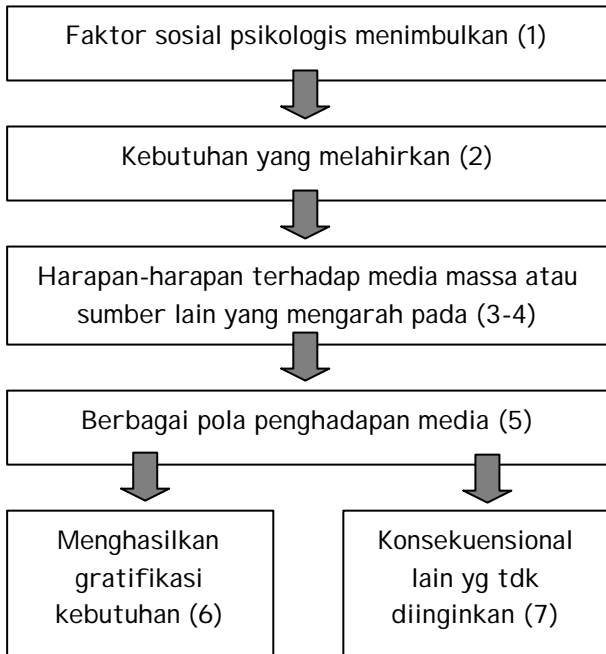 Faktor sosial psikologis menimbulkan (1)
Kebutuhan yang melahirkan (2)
Harapan-harapan terhadap media massa atau
sumber lain yang mengarah pada (3-4)
Berbagai pola penghadapan media (5)
Menghasilkan
gratifikasi
kebutuhan (6)
Konsekuensional
lain yg tdk
diinginkan (7)